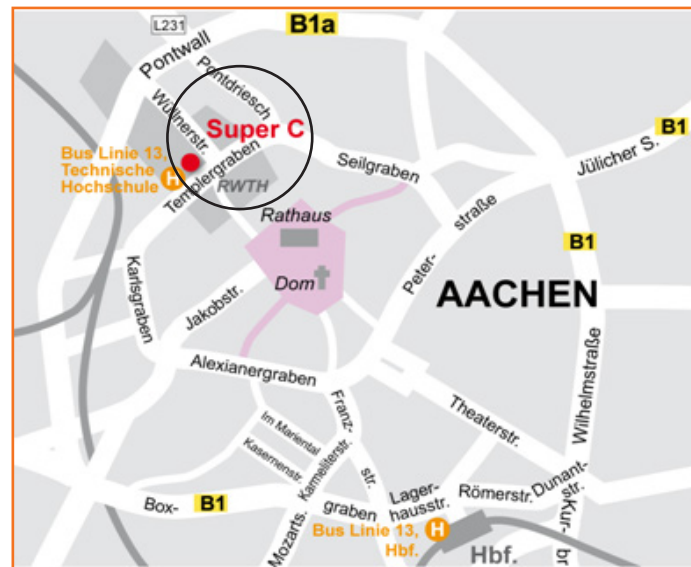 L231
B1a
Pontwall
Pontdriesch
Wüllnerstr.
Super C
B1
Bus Linie 13,
Technische
Hochschule
H
Templergraben
RWTH
Seilgraben
Jülicher S.
Rathaus
straße
Peter-
B1
Dom
AACHEN
Karlsgraben
Jakobstr.
Alexianergraben
Wilhelmstraße
Franz-
str.
Theaterstr.
Im Mariental
Kasernenstr.
Karmeliterstr.
Mozarts.
Box-
B1
graben
Lager-
hausstr.
Römerstr.
Dunant-
str.
Kur-
br
Bus Linie 13,
Hbf.
H
Hbf.